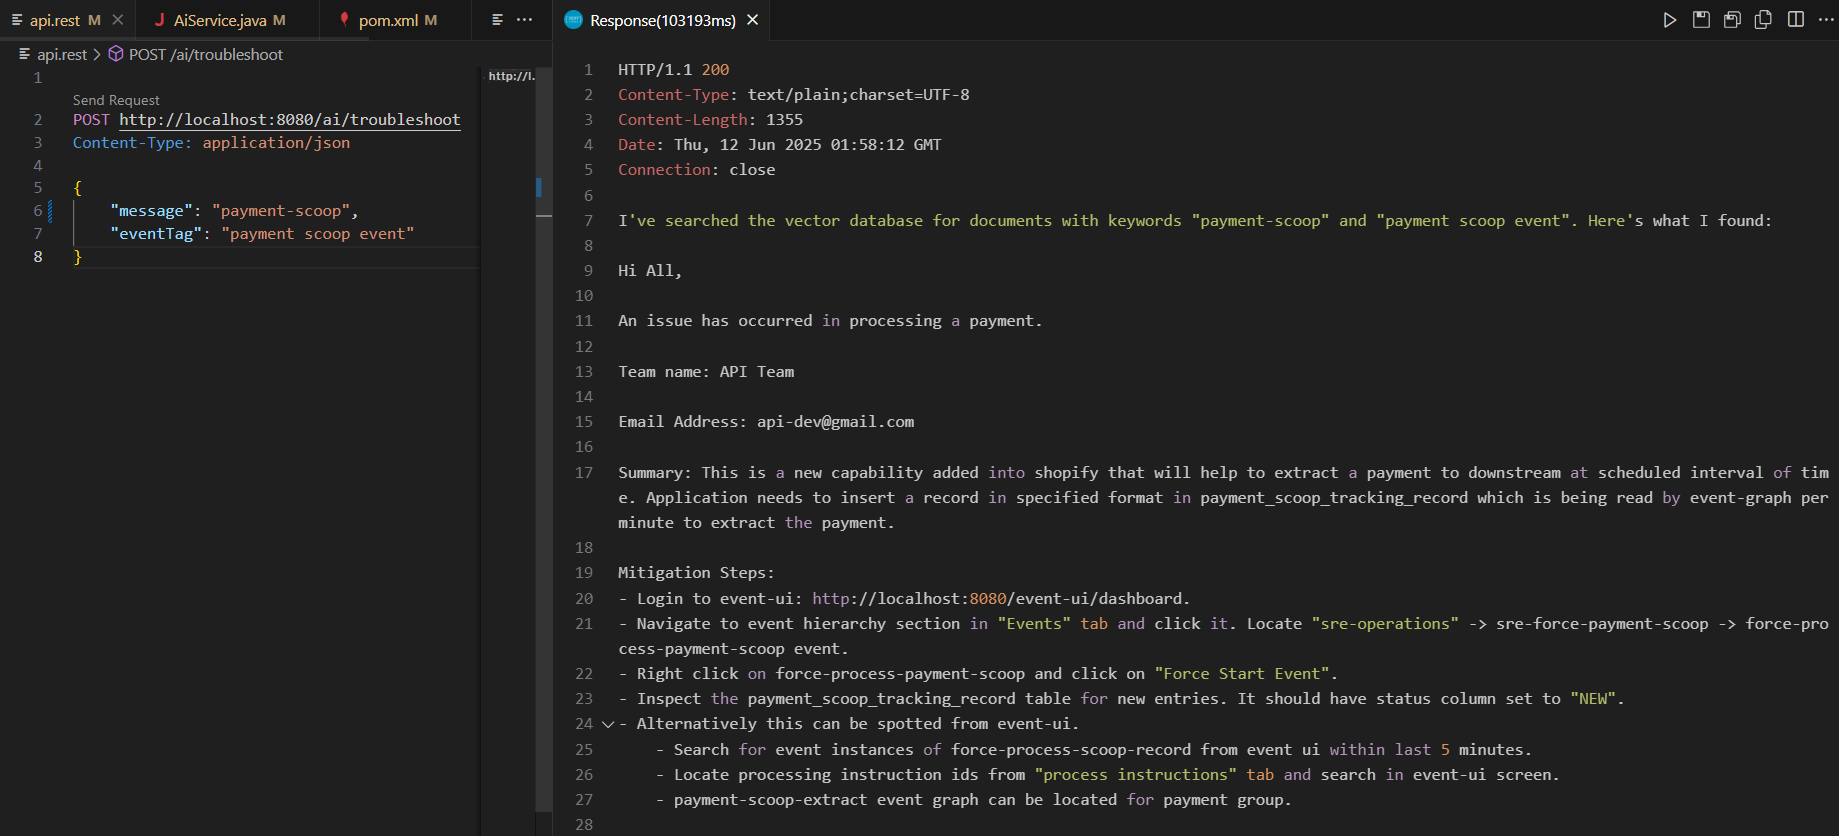 api.rest M
AiService.java M
pom.xml M
Response(103193ms)
api.rest > POST /ai/troubleshoot
1
Send Request
2 POST http://localhost:8080/ai/troubleshoot
3 Content-Type: application/json
4
5 {
6 "message": "payment-scoop",
7 "eventTag": "payment scoop event"
8 }
http://l.
1 HTTP/1.1 200
2 Content-Type: text/plain;charset=UTF-8
3 Content-Length: 1355
4 Date: Thu, 12 Jun 2025 01:58:12 GMT
5 Connection: close
6
7 I've searched the vector database for documents with keywords "payment-scoop" and "payment scoop event". Here's what I found:
8
9 Hi All,
10
11 An issue has occurred in processing a payment.
12
13 Team name: API Team
14
15 Email Address: api-dev@gmail.com
16
17 Summary: This is a new capability added into shopify that will help to extract a payment to downstream at scheduled interval of tim
e. Application needs to insert a record in specified format in payment_scoop_tracking_record which is being read by event-graph per
minute to extract the payment.
18
19 Mitigation Steps:
20 - Login to event-ui: http://localhost:8080/event-ui/dashboard.
21 - Navigate to event hierarchy section in "Events" tab and click it. Locate "sre-operations" -> sre-force-payment-scoop -> force-pro
cess-payment-scoop event.
22 - Right click on force-process-payment-scoop and click on "Force Start Event".
23 - Inspect the payment_scoop_tracking_record table for new entries. It should have status column set to "NEW".
24 - Alternatively this can be spotted from event-ui.
25 - Search for event instances of force-process-scoop-record from event ui within last 5 minutes.
26 - Locate processing instruction ids from "process instructions" tab and search in event-ui screen.
27 - payment-scoop-extract event graph can be located for payment group.
28